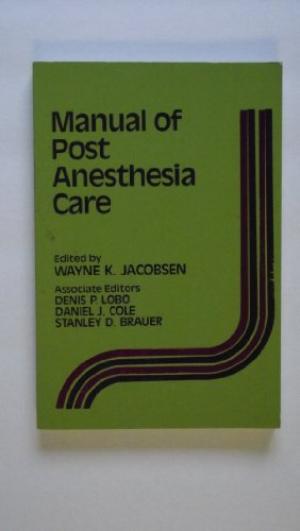 Manual of
Post
Anesthesia
Care
Edited by
WAYNE K. JACOBSEN
Associate Editors
DENIS P. LOBO
DANIEL J. COLE
STANLEY D. BRAUER